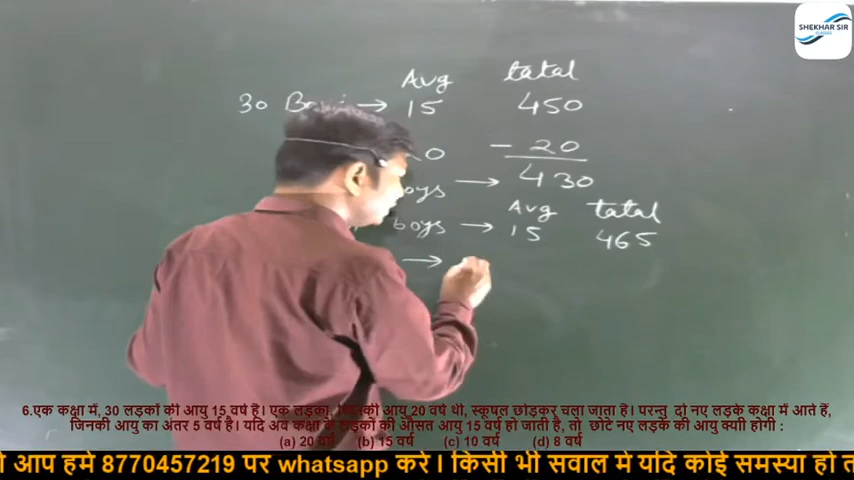 SHEKHAR SIR
CLASSES
Avg tatal
30 → 15 450
0 - 20
oys → 430
Avg tatal
boys → 15 465
→
6.एक कक्षा में, 30 लड़कों की आयु 15 वर्ष हैं। एक लड़का, जिनकी आयु 20 वर्ष थी, स्कूषल छोड़कर चला जाता हैं। परन्तु दो नए लड़के कक्षा में आते हैं,
जिनकी आयु का अंतर 5 वर्ष है। यदि अब कक्षा के लड़कों की औसत आयु 15 वर्ष हो जाती है, तो छोटे नए लड़के की आयु क्याी होगी :
(a) 20 वर्ष (b) 15 वर्ष (c) 10 वर्ष (d) 8 वर्ष
आप हमे 8770457219 पर whatsapp करे l किसी भी सवाल मे यदि कोई समस्या हो